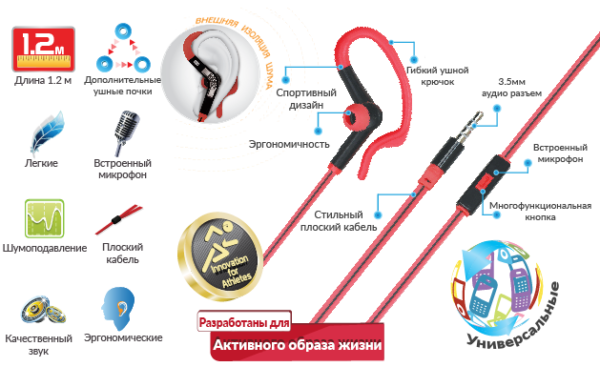 1.2м
Длина 1.2 м
Дополнительные
ушные почки
Легкие
Встроенный
микрофон
Шумоподавление
Плоский
кабель
Качественный
звук
Эргономические
ВНЕШНЯЯ ИЗОЛЯЦИЯ ШУМА
Спортивный
дизайн
Эргономичность
Гибкий ушной
крючок
3.5мм
аудио разъем
Встроенный
микрофон
Многофункциональная
кнопка
Стильный
плоский кабель
Innovation
for
Athletes
Разработаны для
Активного образа жизни
Универсальные